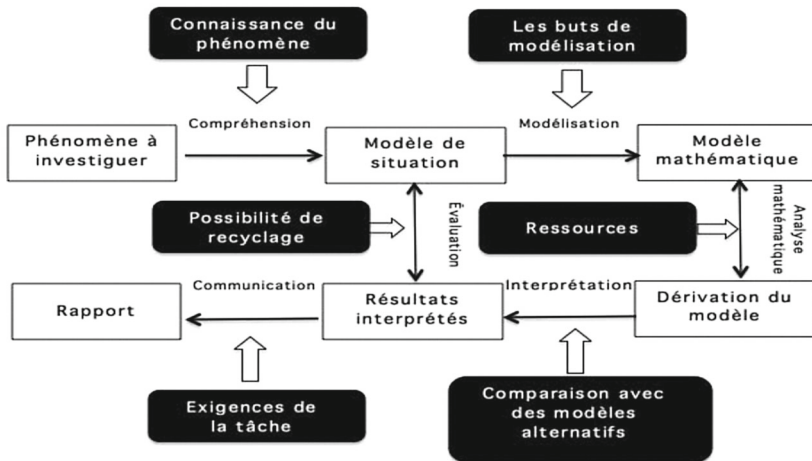 Connaissance du
phénomène
Les buts de
modélisation
Compréhension
Modélisation
Phénomène à
investiguer
Modèle de
situation
Modèle
mathématique
Possibilité de
recyclage
Évaluation
Ressources
Analyse
mathématique
Communication
Interprétation
Rapport
Résultats
interprétés
Dérivation du
modèle
Exigences de
la tâche
Comparaison avec
des modèles
alternatifs